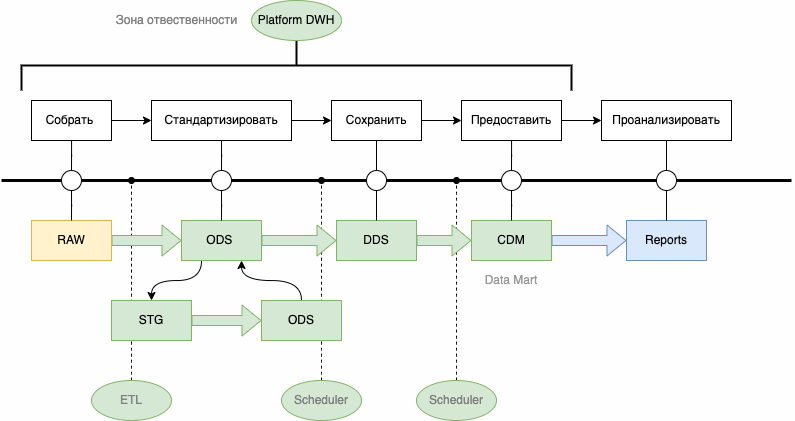 Зона отвественности
Platform DWH
Собрать
Стандартизировать
Сохранить
Предоставить
Проанализировать
RAW
ODS
DDS
CDM
Reports
Data Mart
STG
ODS
ETL
Scheduler
Scheduler